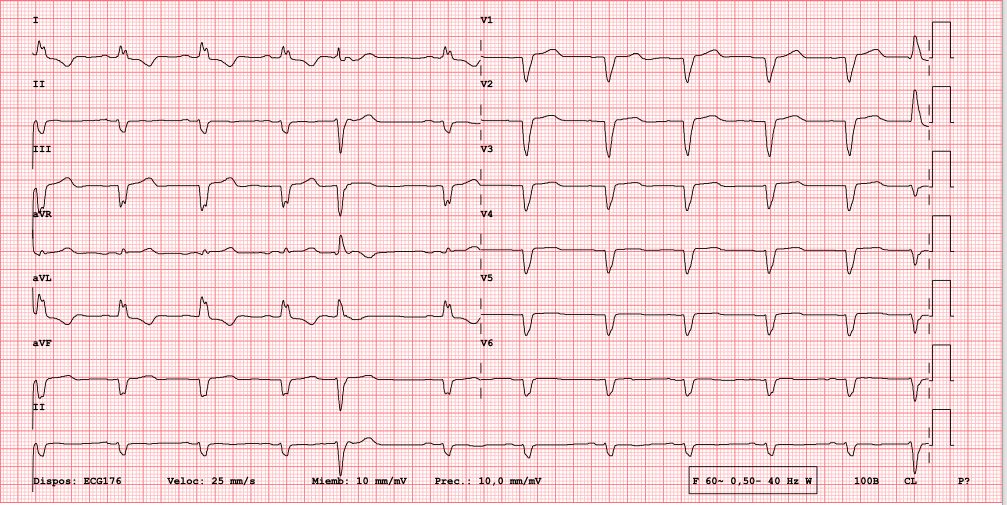 I
V1
II
V2
III
V3
aVR
V4
aVL
V5
aVF
V6
II
Dispos: ECG176 Veloc: 25 mm/s Miemb: 10 mm/mV Prec.: 10,0 mm/mV F 60~ 0,50- 40 Hz W 100B CL P?